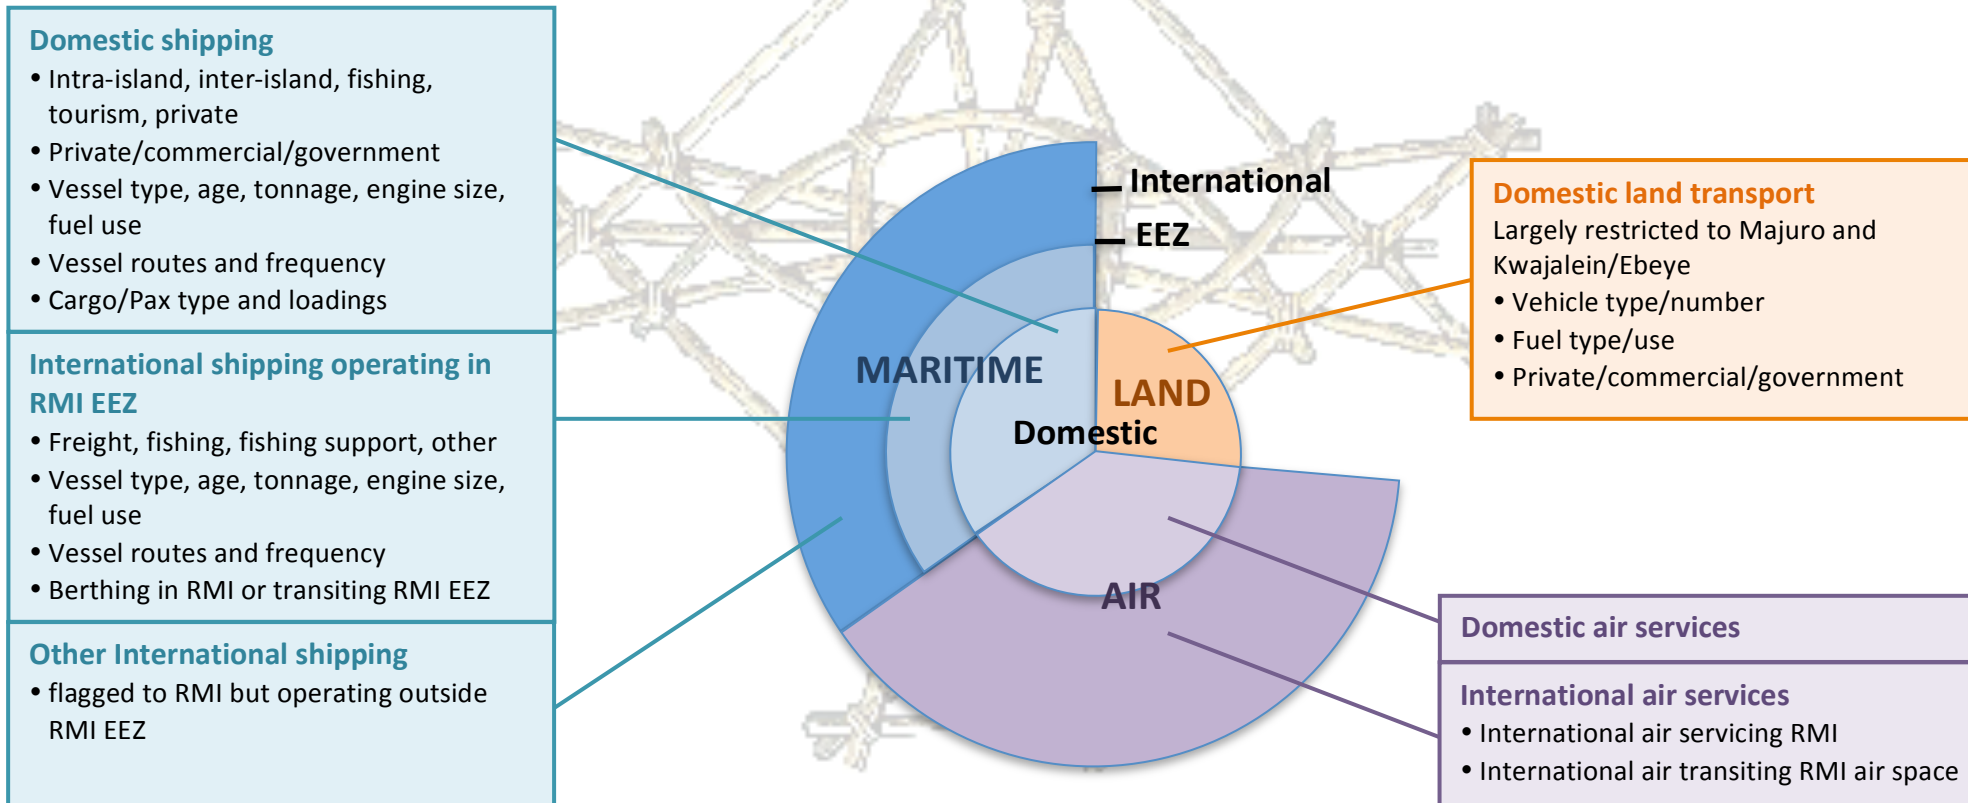 Domestic shipping
• Intra-island, inter-island, fishing,
tourism, private
• Private/commercial/government
• Vessel type, age, tonnage, engine size,
fuel use
• Vessel routes and frequency
• Cargo/Pax type and loadings
International shipping operating in
RMI EEZ
• Freight, fishing, fishing support, other
• Vessel type, age, tonnage, engine size,
fuel use
• Vessel routes and frequency
• Berthing in RMI or transiting RMI EEZ
Other International shipping
• flagged to RMI but operating outside
RMI EEZ
International
EEZ
MARITIME
LAND
Domestic
AIR
Domestic land transport
Largely restricted to Majuro and
Kwajalein/Ebeye
• Vehicle type/number
• Fuel type/use
• Private/commercial/government
Domestic air services
International air services
• International air servicing RMI
• International air transiting RMI air space